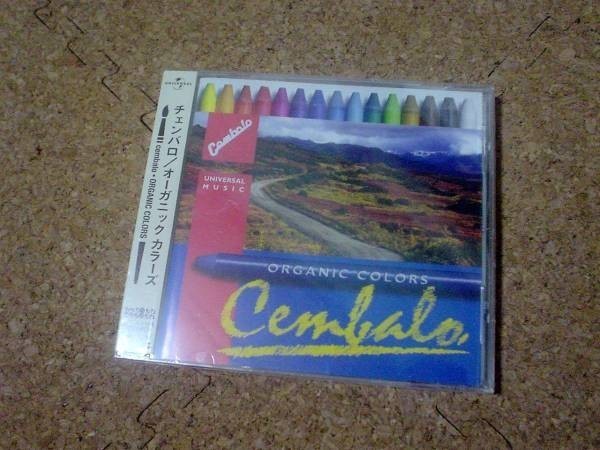 UNIVERSAL
チェンバロ/オーガニック カラーズ
cembalo・ORGANIC COLORS
Cembalo
UNIVERSAL
MUSIC
ORGANIC COLORS
Cembalo.